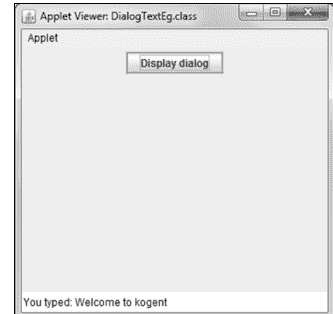 Applet Viewer: DialogTextEg.class
Applet
Display dialog
You typed: Welcome to kogent